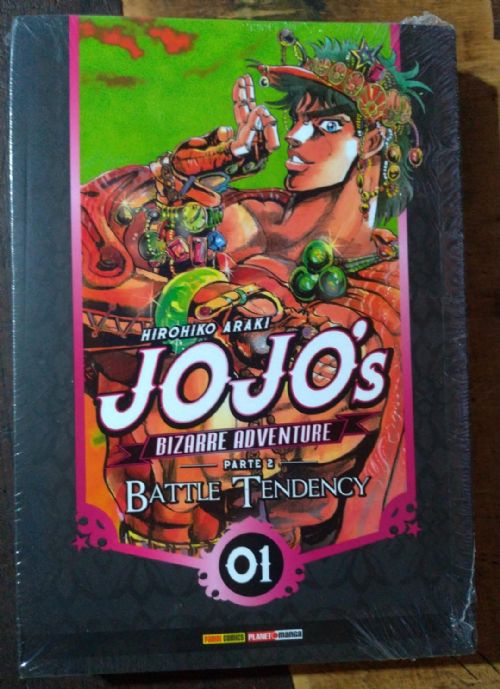 HIROHIKO ARAKI
JOJO's
BIZARRE ADVENTURE
PARTE 2
BATTLE TENDENCY
01
PANINI COMICS PLANET manga